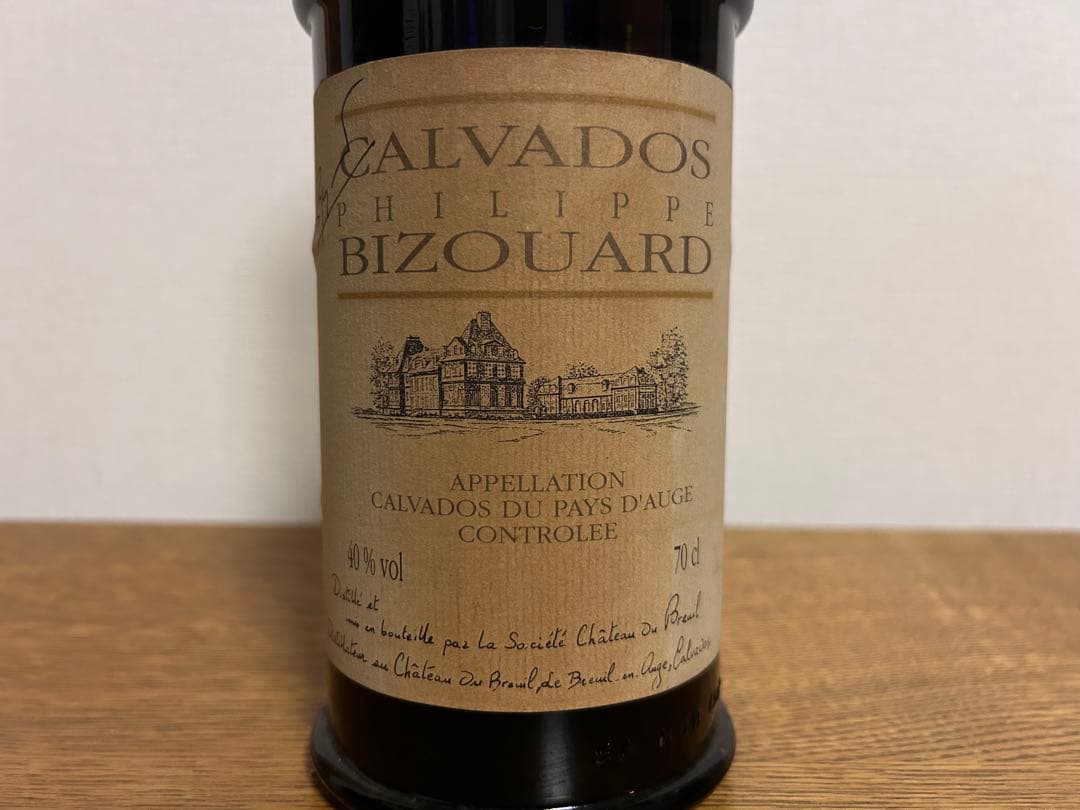 CALVADOS
PHILIPPE
BIZOUARD
APPELLATION
CALVADOS DU PAYS D'AUGE
CONTROLEE
40 % vol
70 cl
Distillé et
mis en bouteille par la Société Château Du Breuil
Distillateur au Château Du Breuil, Le Breuil-en-Auge, Calvados